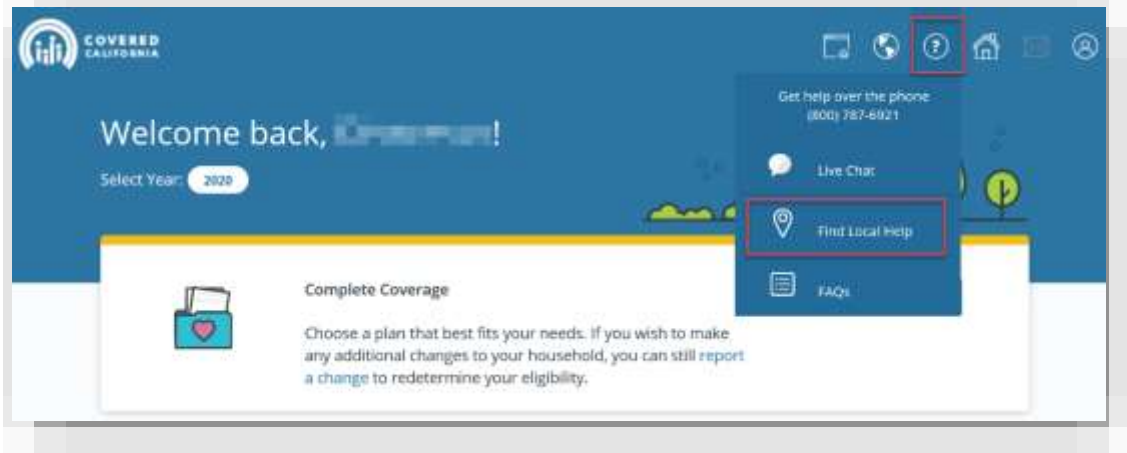 COVERED
CALIFORNIA
?
Get help over the phone
(800) 787-6921
Welcome back, !
Select Year: 2020
Live Chat
Find Local Help
FAQs
Complete Coverage
Choose a plan that best fits your needs. If you wish to make
any additional changes to your household, you can still report
a change to redetermine your eligibility.